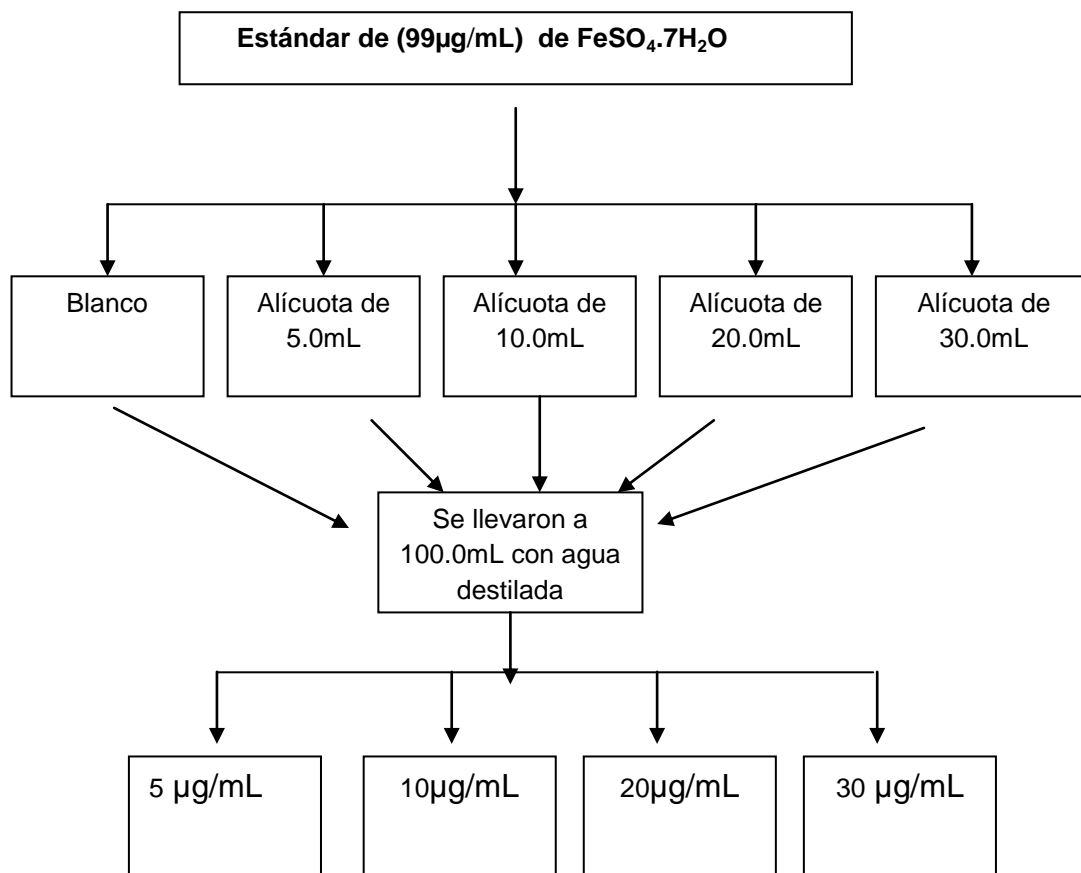 Estándar de (99µg/mL) de FeSO₄.7H₂O
Blanco
Alícuota de
5.0mL
Alícuota de
10.0mL
Alícuota de
20.0mL
Alícuota de
30.0mL
Se llevaron a
100.0mL con agua
destilada
5 µg/mL
10µg/mL
20µg/mL
30 µg/mL